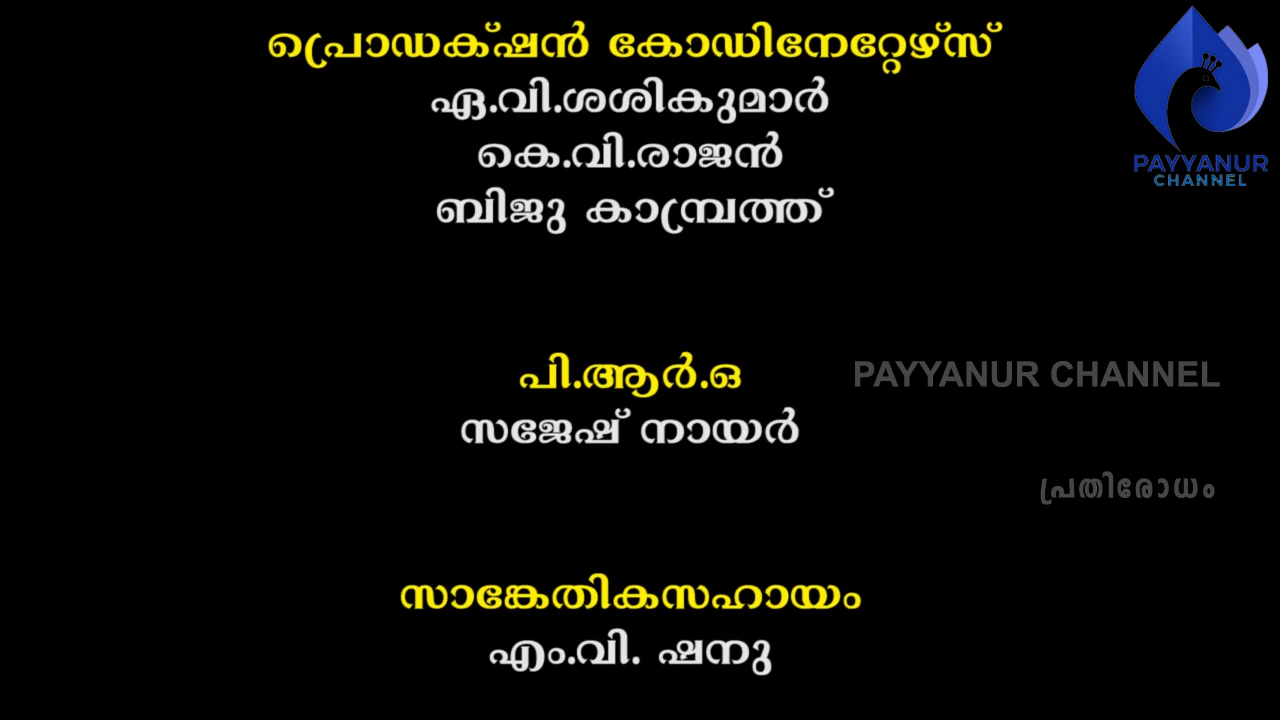 പ്രൊഡക്ഷൻ കോഡിനേറ്റേഴ്സ്
ഏ.വി.ശശികുമാർ
കെ.വി.രാജൻ
ബിജു കാമ്പ്രത്ത്
PAYYANUR
CHANNEL
പി.ആർ.ഒ
സജേഷ് നായർ
PAYYANUR CHANNEL
പ്രതിരോധം
സാങ്കേതികസഹായം
എം.വി. ഷനു